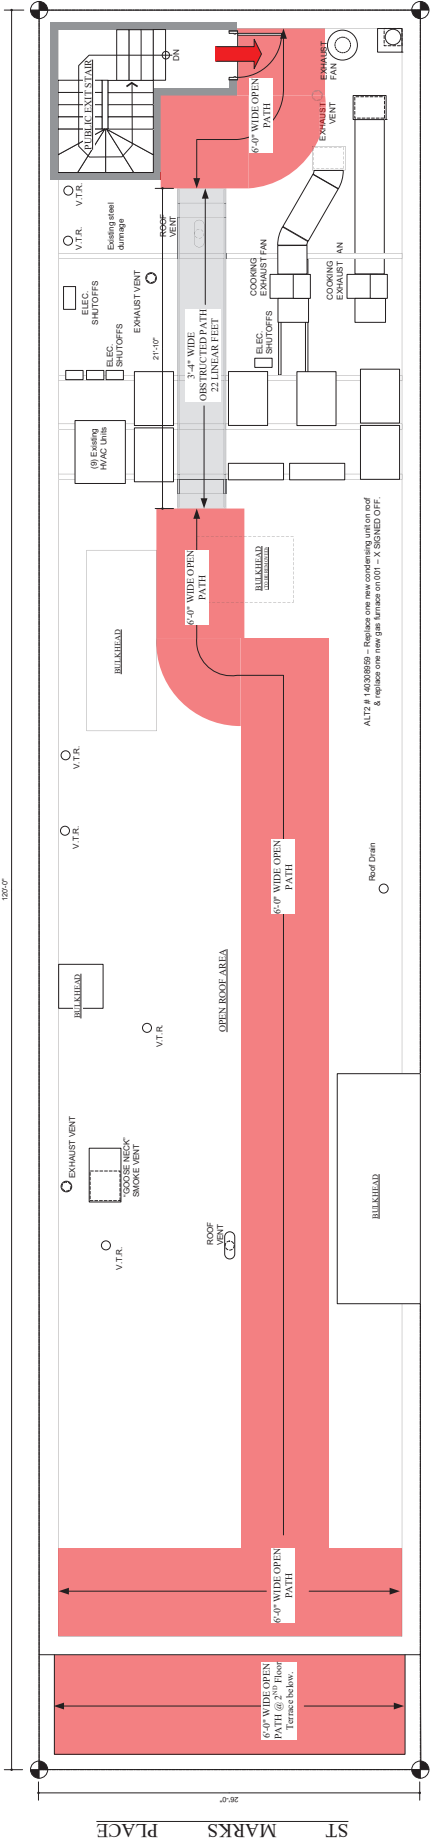 PUBLIC EXIT STAIR
DN
EXHAUST
FAN
EXHAUST
VENT
6'-0" WIDE OPEN
PATH
V.T.R.
V.T.R.
Existing steel
dunnage
ROOF
VENT
ELEC.
SHUTOFFS
EXHAUST VENT
COOKING
EXHAUST FAN
COOKING
EXHAUST AN
ELEC.
SHUTOFFS
21'-10"
3'-4" WIDE
OBSTRUCTED PATH
22 LINEAR FEET
ELEC.
SHUTOFFS
(9) Existing
HVAC Units
6'-0" WIDE OPEN
PATH
BULKHEAD
BULKHEAD
ALT2 # 140308959 – Replace one new condensing unit on roof
& replace one new gas furnace on 001 – X SIGNED OFF.
V.T.R.
V.T.R.
6'-0" WIDE OPEN
PATH
Roof Drain
120'-0"
BULKHEAD
OPEN ROOF AREA
V.T.R.
EXHAUST VENT
"GOOSE NECK"
SMOKE VENT
BULKHEAD
V.T.R.
ROOF
VENT
6'-0" WIDE OPEN
PATH
6'-0" WIDE OPEN
PATH @ 2ND Floor
Terrace below.
26'-0"
ST MARKS PLACE